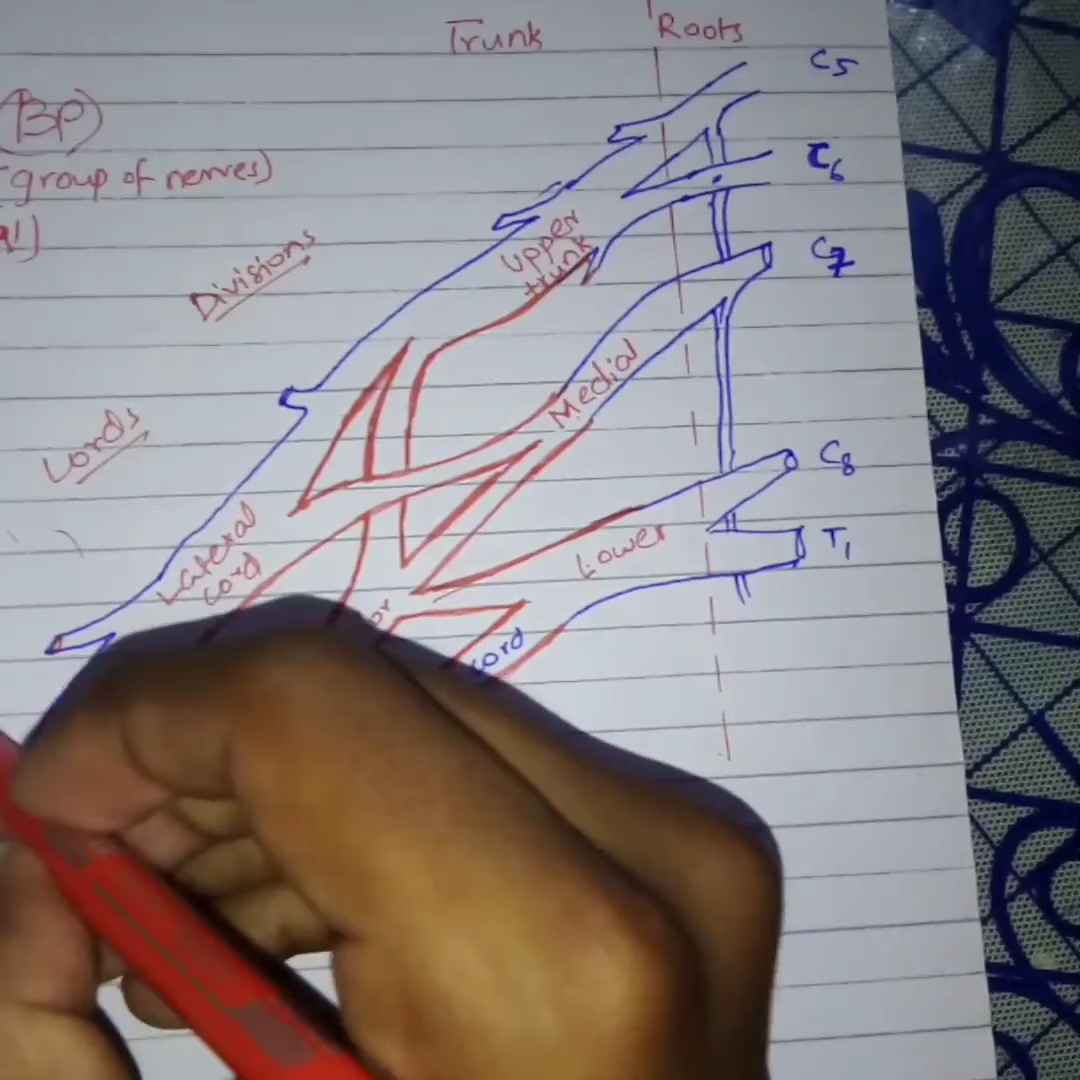 Trunk
Roots
C5
(BP)
C6
(group of nerves)
C7
Upper
trunk
Divisions
Medial
Cords
C8
Lateral
cord
Lower
T1
or
cord